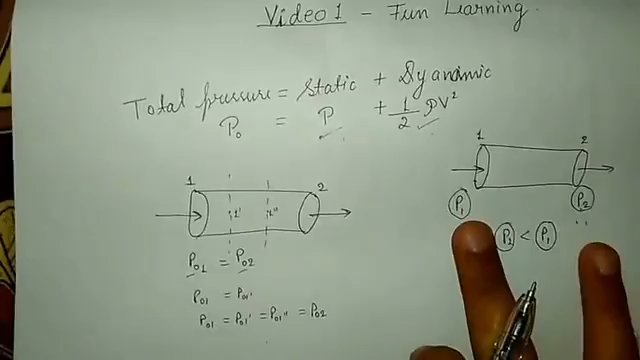 Video 1 - Fun Learning.
Total pressure = Static + Dyanamic
P₀ = P + 1/2 ρV²
1 2
1' 1"
P₀₁ = P₀₂
P₀₁ = P₀₁'
P₀₁ = P₀₁' = P₀₁" = P₀₂
1 2
P₁ P₂
P₂ < P₁